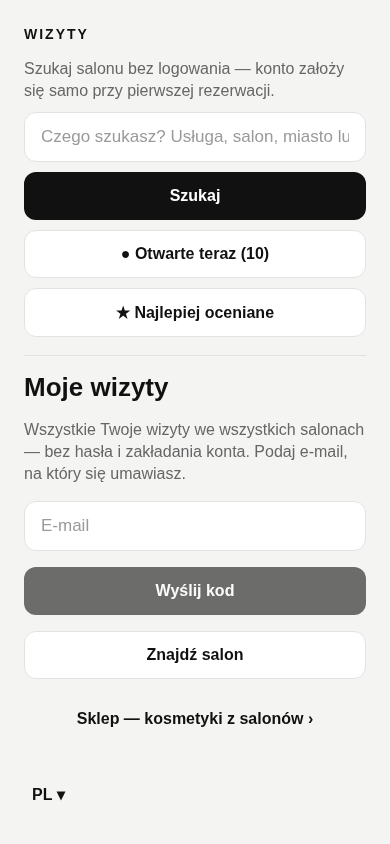 WIZYTY
Szukaj salonu bez logowania — konto założy
się samo przy pierwszej rezerwacji.
Czego szukasz? Usługa, salon, miasto lu
Szukaj
● Otwarte teraz (10)
★ Najlepiej oceniane
Moje wizyty
Wszystkie Twoje wizyty we wszystkich salonach
— bez hasła i zakładania konta. Podaj e-mail,
na który się umawiasz.
E-mail
Wyślij kod
Znajdź salon
Sklep — kosmetyki z salonów ›
PL ▾